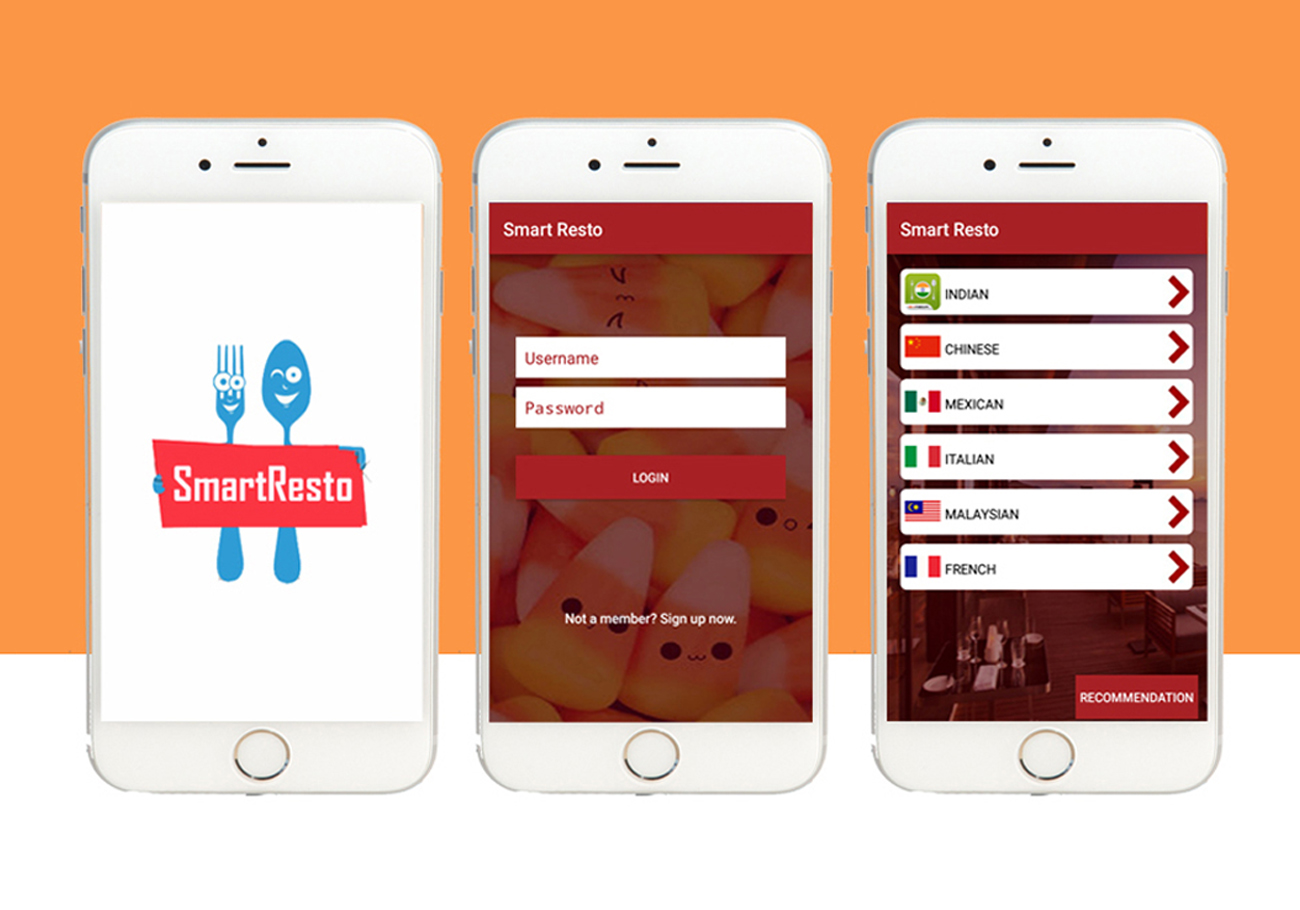 SmartResto
Smart Resto
Username
Password
LOGIN
Not a member? Sign up now.
Smart Resto
INDIAN
CHINESE
MEXICAN
ITALIAN
MALAYSIAN
FRENCH
RECOMMENDATION